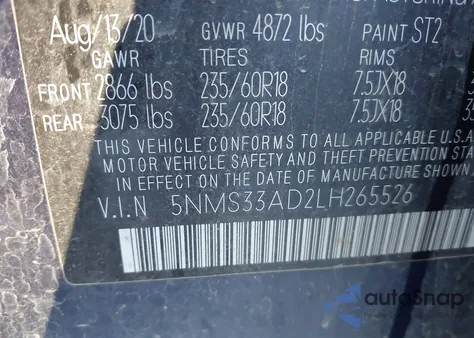 Aug/13/20 GVWR 4872 lbs PAINT ST2
GAWR TIRES RIMS
FRONT 2866 lbs 235/60R18 7.5JX18
REAR 3075 lbs 235/60R18 7.5JX18
THIS VEHICLE CONFORMS TO ALL APPLICABLE U.S.A
MOTOR VEHICLE SAFETY AND THEFT PREVENTION STA
IN EFFECT ON THE DATE OF MANUFACTURE SHOWN
V.I.N 5NMS33AD2LH265526
autoSnap